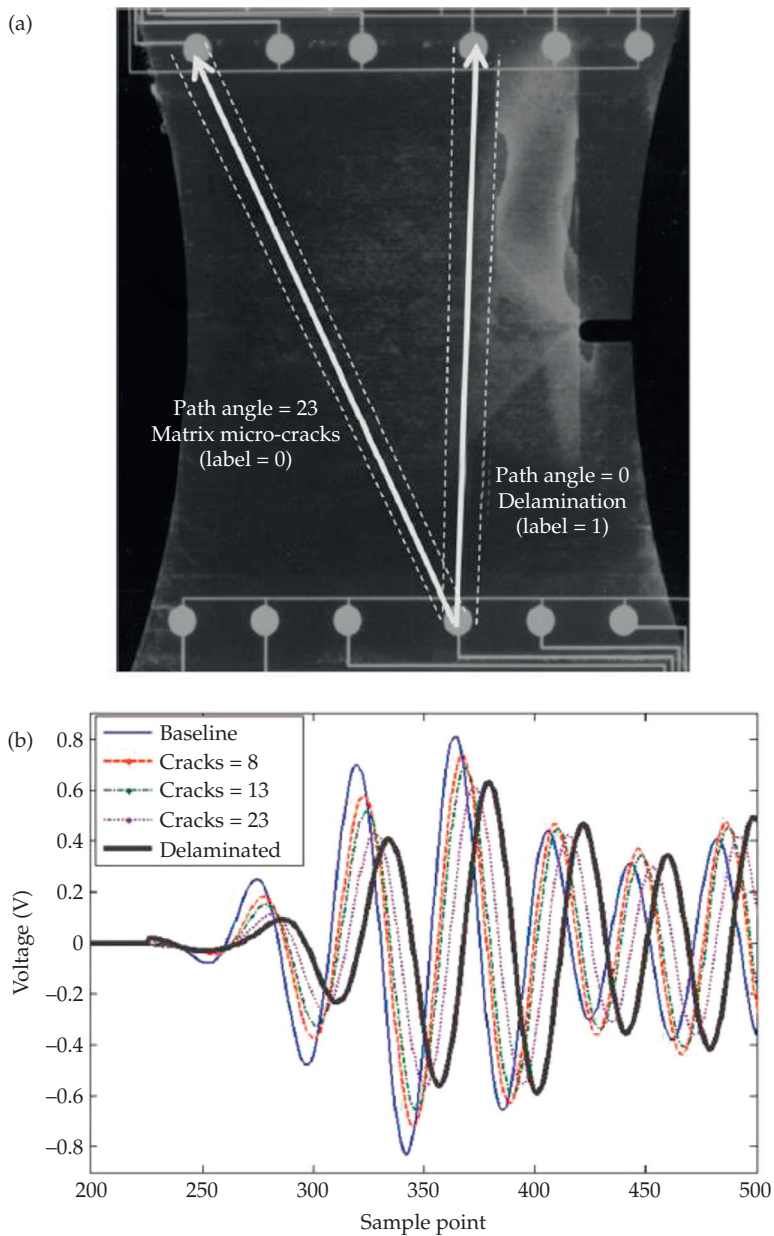 (a)
Path angle = 23
Matrix micro-cracks
(label = 0)
Path angle = 0
Delamination
(label = 1)
(b)
Baseline
Cracks = 8
Cracks = 13
Cracks = 23
Delaminated
0.8
0.6
0.4
0.2
0
−0.2
−0.4
−0.6
−0.8
Voltage (V)
200
250
300
350
400
450
500
Sample point